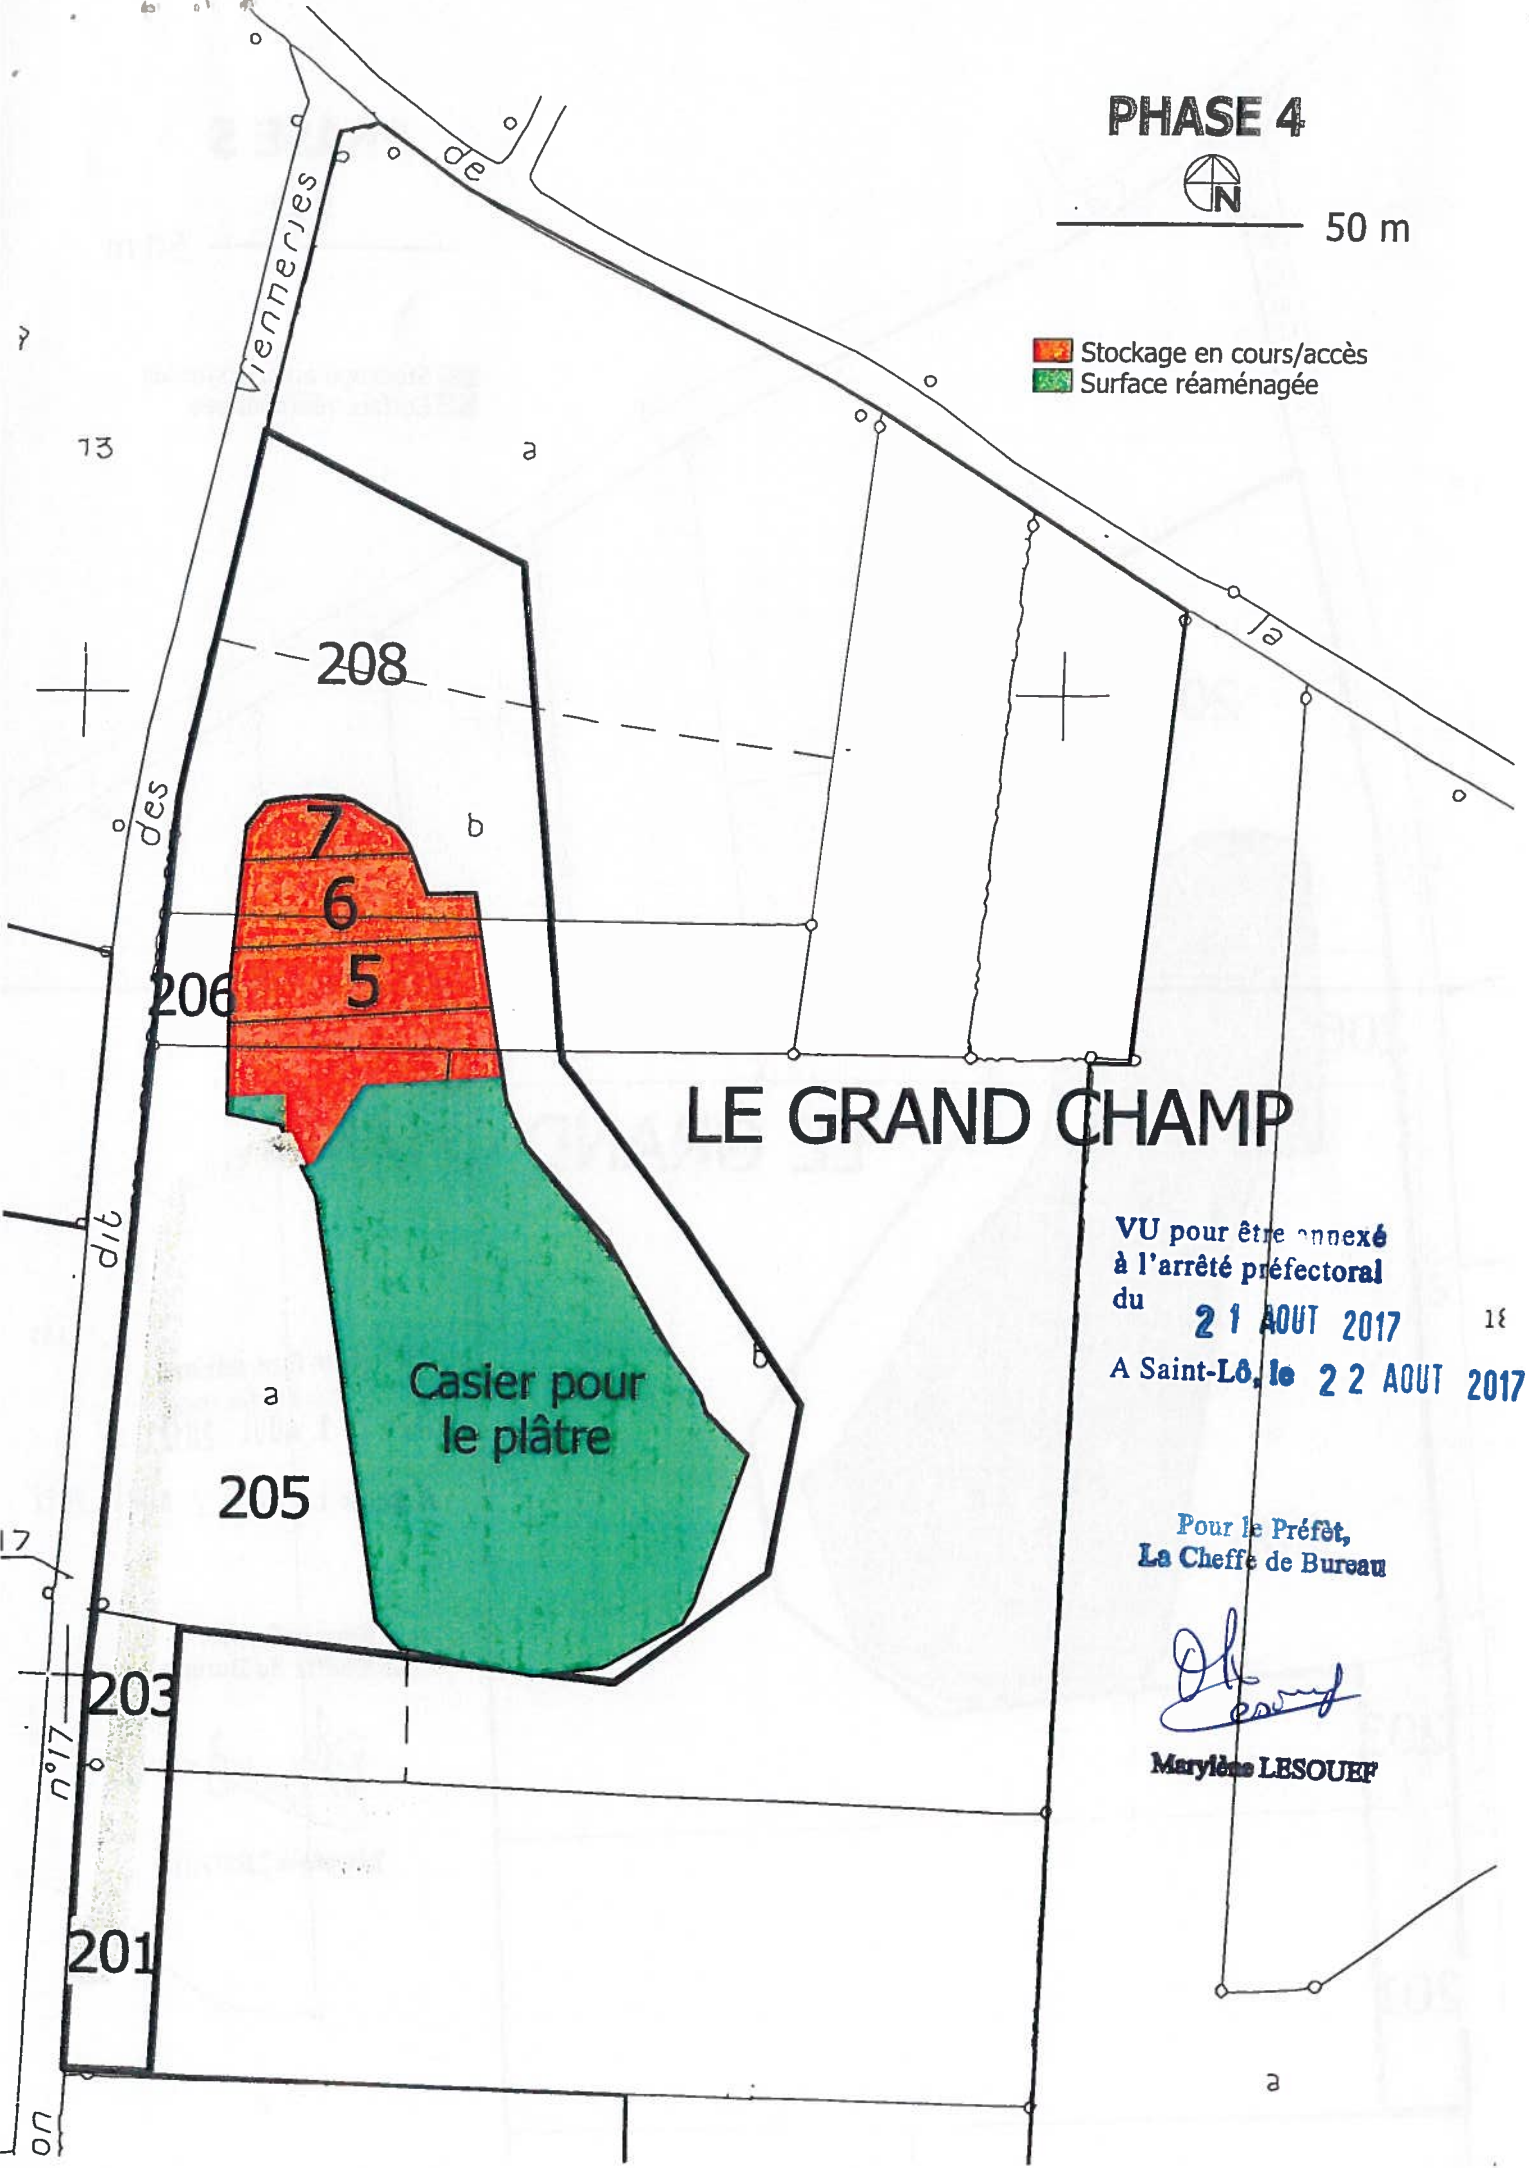 PHASE 4
N
50 m
Stockage en cours/accès
Surface réaménagée
de
Vienneries
13
a
208
la
des
b
7
6
5
206
LE GRAND CHAMP
dit
VU pour être annexé
à l'arrêté préfectoral
du 21 AOUT 2017
A Saint-Lô, le 22 AOUT 2017
b
a
Casier pour
le plâtre
205
17
Pour le Préfet,
La Cheffe de Bureau
203
n°17
Marylène LESOUEF
201
a
on